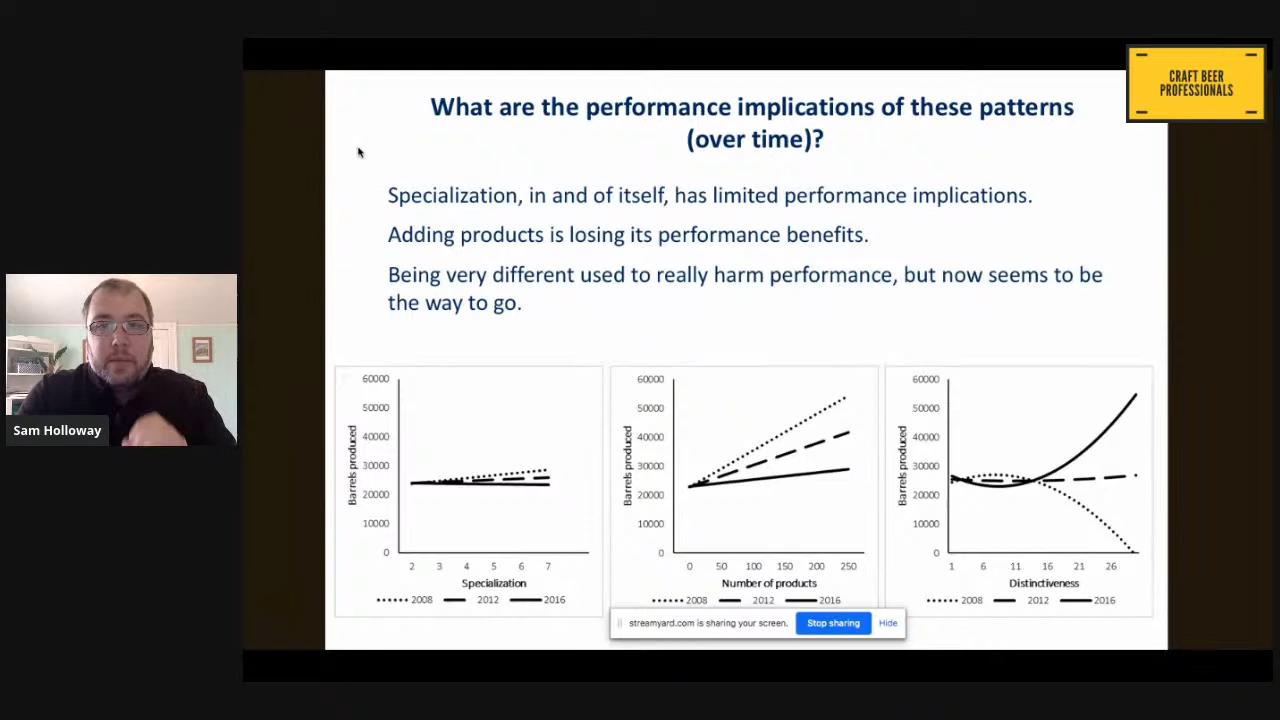 CRAFT BEER
PROFESSIONALS
What are the performance implications of these patterns
(over time)?
Specialization, in and of itself, has limited performance implications.
Adding products is losing its performance benefits.
Being very different used to really harm performance, but now seems to be
the way to go.
Sam Holloway
60000
50000
40000
30000
20000
10000
0
Barrels produced
2 3 4 5 6 7
Specialization
2008 2012 2016
60000
50000
40000
30000
20000
10000
0
Barrels produced
0 50 100 150 200 250
Number of products
2008 2012 2016
60000
50000
40000
30000
20000
10000
0
Barrels produced
1 6 11 16 21 26
Distinctiveness
2008 2012 2016
streamyard.com is sharing your screen. Stop sharing Hide